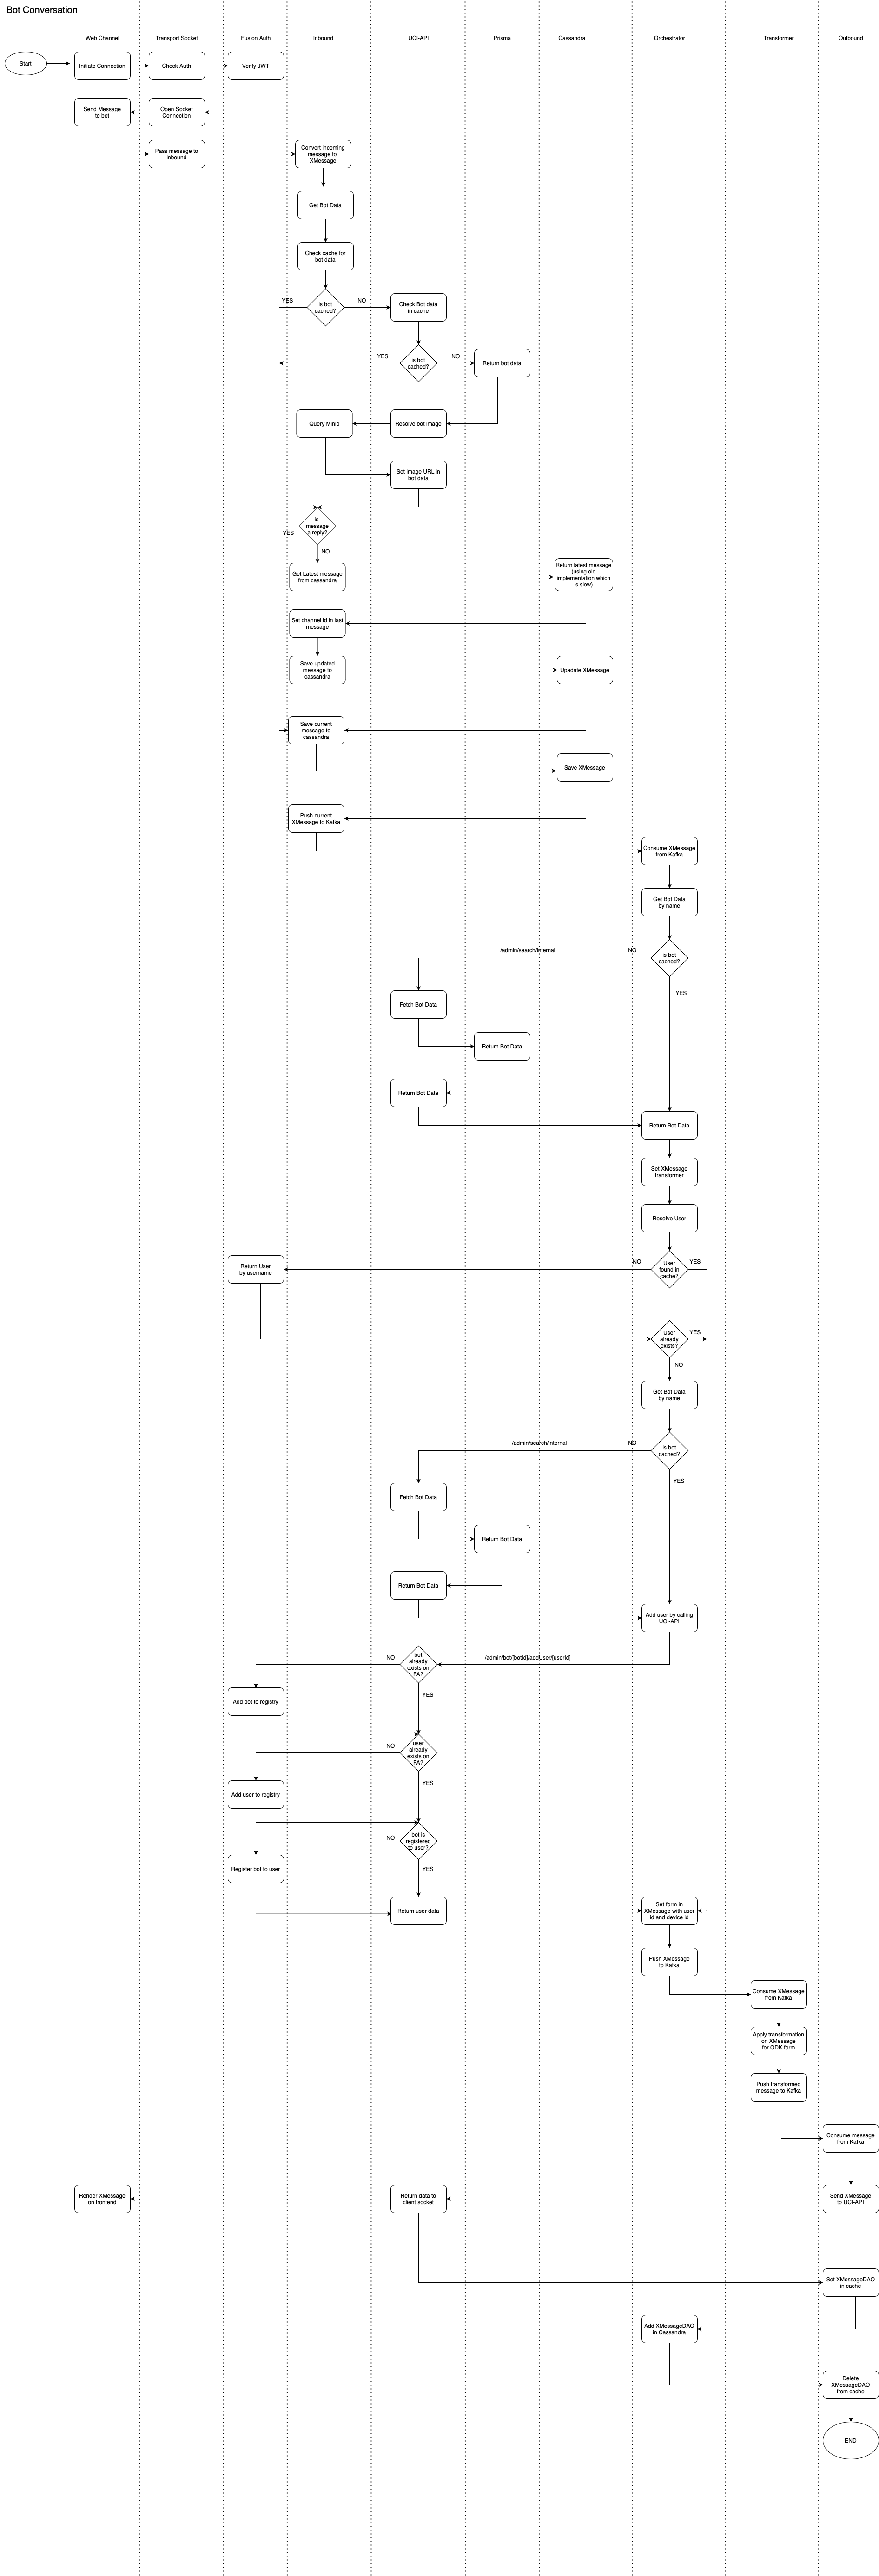 Bot Conversation
Web Channel
Transport Socket
Fusion Auth
Inbound
UCI-API
Prisma
Cassandra
Orchestrator
Transformer
Outbound
Start
Initiate Connection
Check Auth
Verify JWT
Send Message
to bot
Open Socket
Connection
Pass message to
inbound
Convert incoming
message to
XMessage
Get Bot Data
Check cache for
bot data
YES
is bot
cached?
NO
Check Bot data
in cache
YES
is bot
cached?
NO
Return bot data
Query Minio
Resolve bot image
Set image URL in
bot data
is
message
a reply?
YES
NO
Get Latest message
from cassandra
Return latest message
(using old
implementation which
is slow)
Set channel id in last
message
Save updated
message to
cassandra
Upadate XMessage
Save current
message to
cassandra
Save XMessage
Push current
XMessage to Kafka
Consume XMessage
from Kafka
Get Bot Data
by name
/admin/search/internal
NO
is bot
cached?
YES
Fetch Bot Data
Return Bot Data
Return Bot Data
Return Bot Data
Set XMessage
transformer
Resolve User
Return User
by username
NO
User
found in
cache?
YES
User
already
exists?
YES
NO
Get Bot Data
by name
/admin/search/internal
NO
is bot
cached?
YES
Fetch Bot Data
Return Bot Data
Return Bot Data
Add user by calling
UCI-API
NO
bot
already
exists on
FA?
/admin/bot/{botId}/addUser/{userId}
YES
Add bot to registry
NO
user
already
exists on
FA?
YES
Add user to registry
NO
bot is
registered
to user?
YES
Register bot to user
Return user data
Set form in
XMessage with user
id and device id
Push XMessage
to Kafka
Consume XMessage
from Kafka
Apply transformation
on XMessage
for ODK form
Push transformed
message to Kafka
Consume message
from Kafka
Render XMessage
on frontend
Return data to
client socket
Send XMessage
to UCI-API
Set XMessageDAO
in cache
Add XMessageDAO
in Cassandra
Delete
XMessageDAO
from cache
END